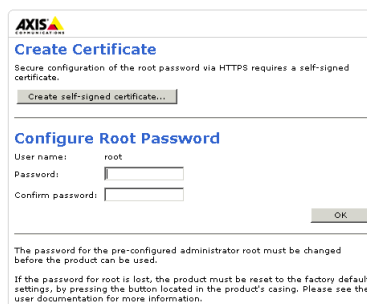 AXIS
COMMUNICATIONS
Create Certificate
Secure configuration of the root password via HTTPS requires a self-signed
certificate.
Create self-signed certificate...
Configure Root Password
User name: root
Password:
Confirm password:
OK
The password for the pre-configured administrator root must be changed
before the product can be used.
If the password for root is lost, the product must be reset to the factory default
settings, by pressing the button located in the product's casing. Please see the
user documentation for more information.